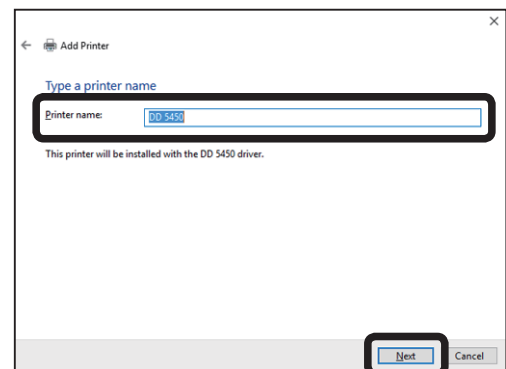 Add Printer
Type a printer name
Printer name: DD 5450
This printer will be installed with the DD 5450 driver.
Next Cancel